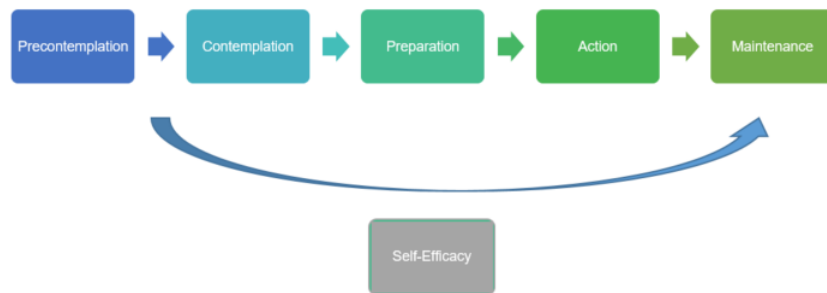 Precontemplation
Contemplation
Preparation
Action
Maintenance
Self-Efficacy